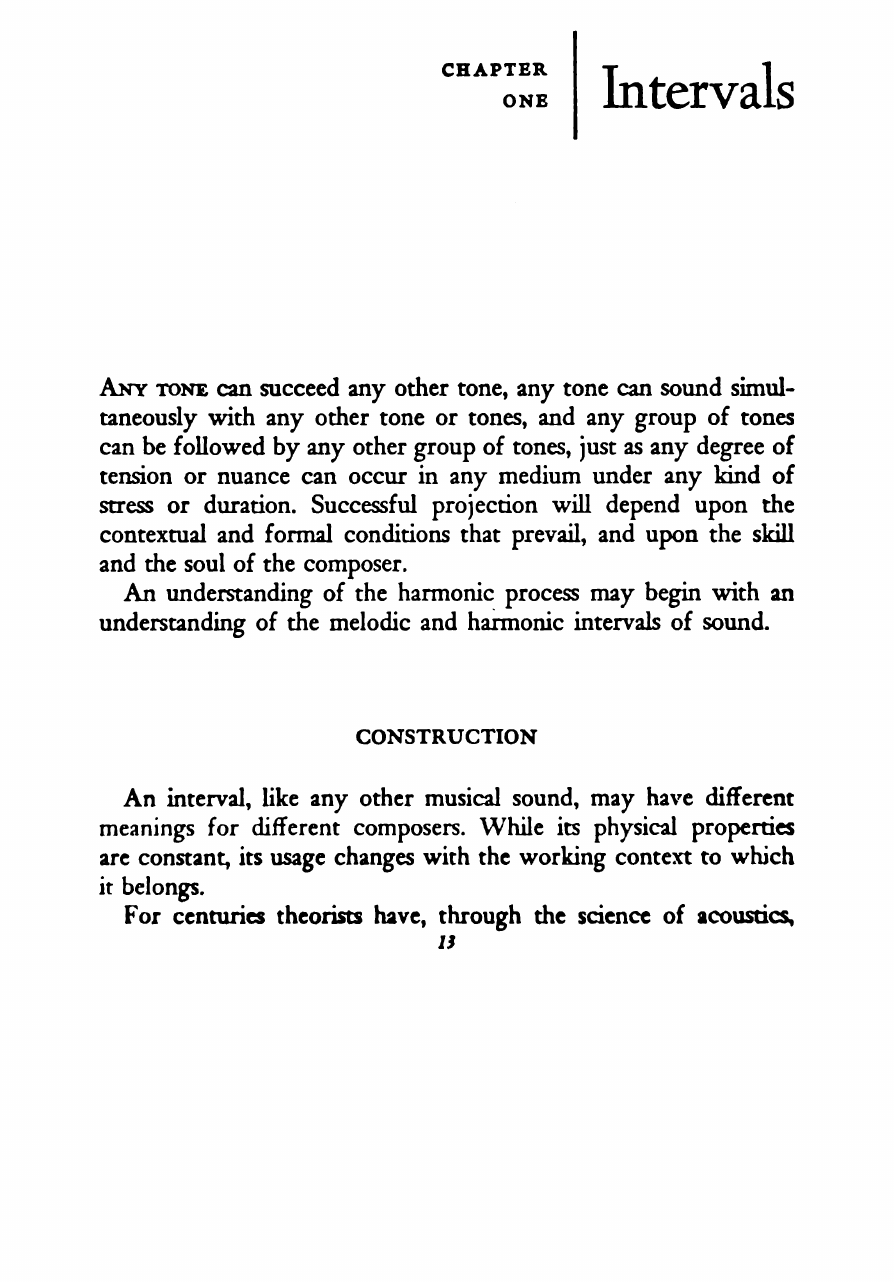 CHAPTER
ONE
Intervals
ANY TONE can succeed any other tone, any tone can sound simul-
taneously with any other tone or tones, and any group of tones
can be followed by any other group of tones, just as any degree of
tension or nuance can occur in any medium under any kind of
stress or duration. Successful projection will depend upon the
contextual and formal conditions that prevail, and upon the skill
and the soul of the composer.
An understanding of the harmonic process may begin with an
understanding of the melodic and harmonic intervals of sound.
CONSTRUCTION
An interval, like any other musical sound, may have different
meanings for different composers. While its physical properties
are constant, its usage changes with the working context to which
it belongs.
For centuries theorists have, through the science of acoustics,
13